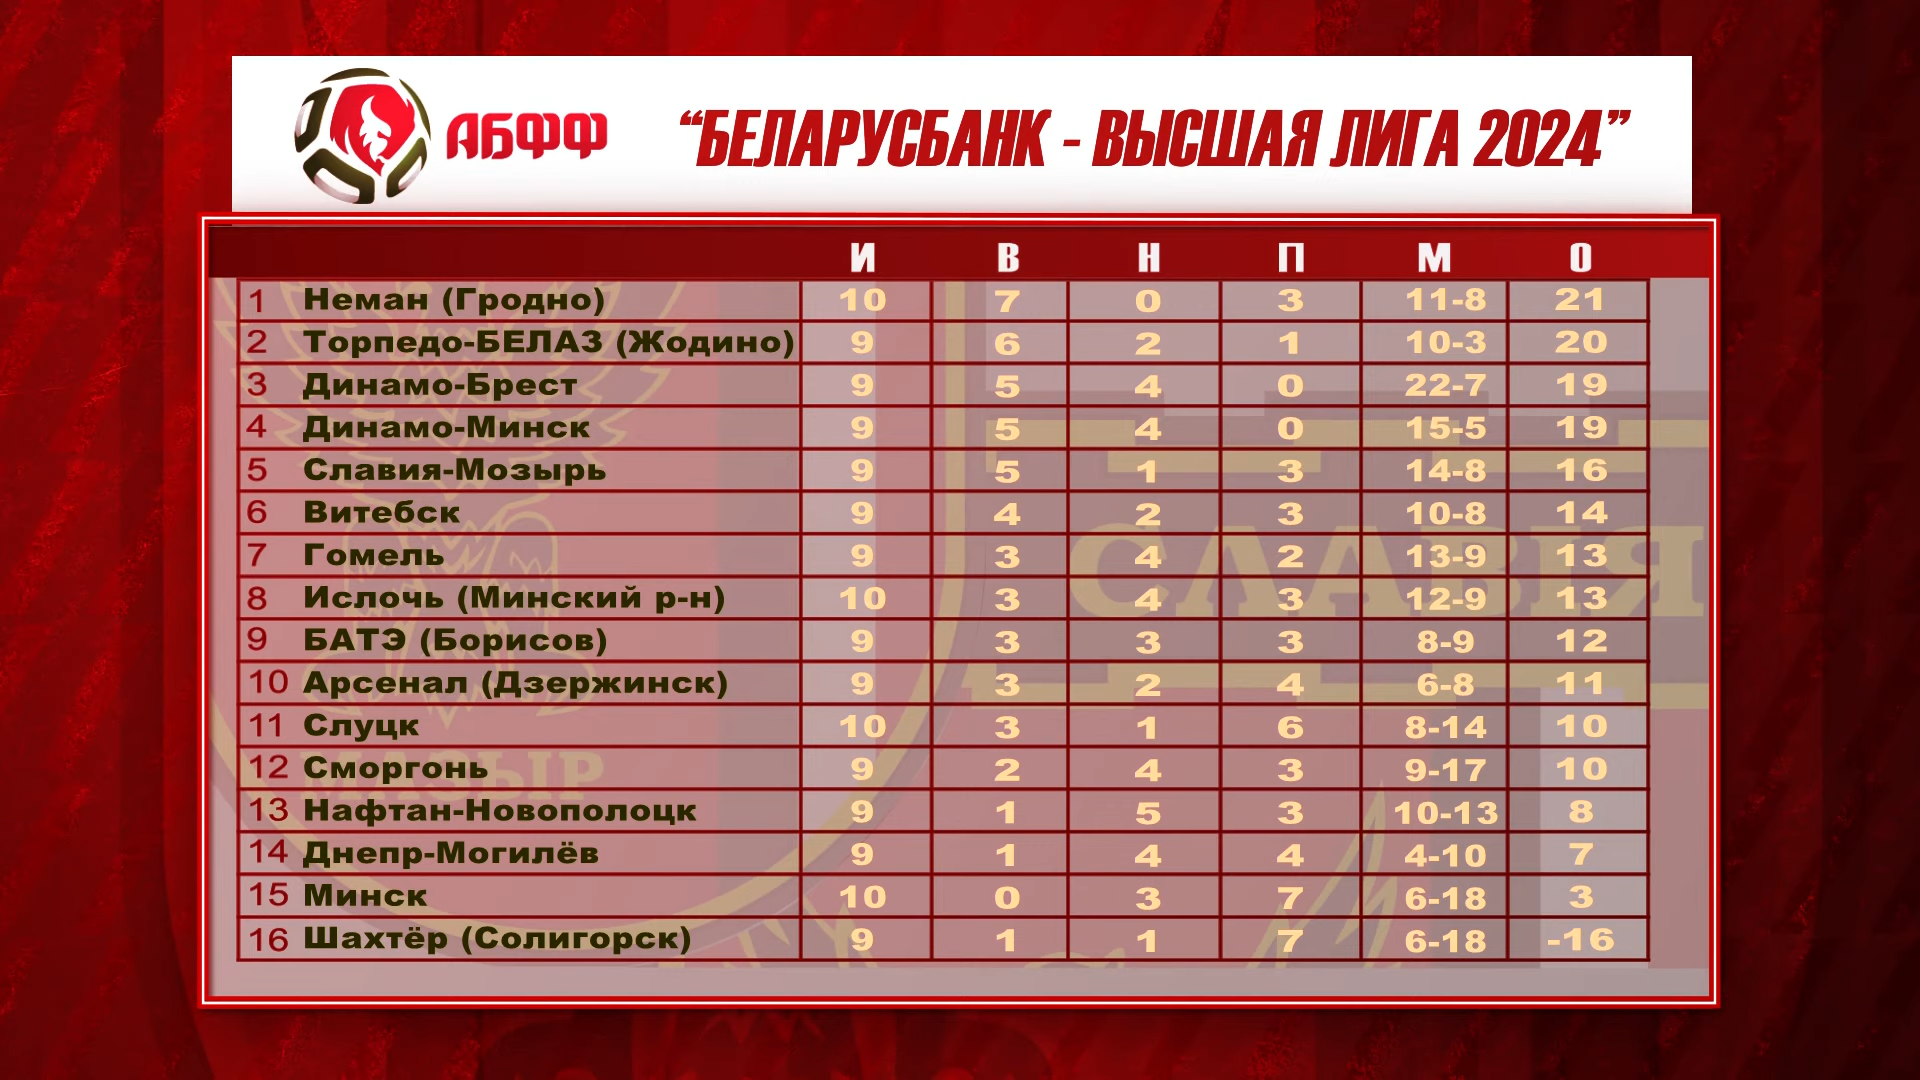 АБФФ
“БЕЛАРУСБАНК - ВЫСШАЯ ЛИГА 2024”
И В Н П М О
1 Неман (Гродно) 10 7 0 3 11-8 21
2 Торпедо-БЕЛАЗ (Жодино) 9 6 2 1 10-3 20
3 Динамо-Брест 9 5 4 0 22-7 19
4 Динамо-Минск 9 5 4 0 15-5 19
5 Славия-Мозырь 9 5 1 3 14-8 16
6 Витебск 9 4 2 3 10-8 14
7 Гомель 9 3 4 2 13-9 13
8 Ислочь (Минский р-н) 10 3 4 3 12-9 13
9 БАТЭ (Борисов) 9 3 3 3 8-9 12
10 Арсенал (Дзержинск) 9 3 2 4 6-8 11
11 Слуцк 10 3 1 6 8-14 10
12 Сморгонь 9 2 4 3 9-17 10
13 Нафтан-Новополоцк 9 1 5 3 10-13 8
14 Днепр-Могилёв 9 1 4 4 4-10 7
15 Минск 10 0 3 7 6-18 3
16 Шахтёр (Солигорск) 9 1 1 7 6-18 -16
СЛАВІЯ
МАЗЫР